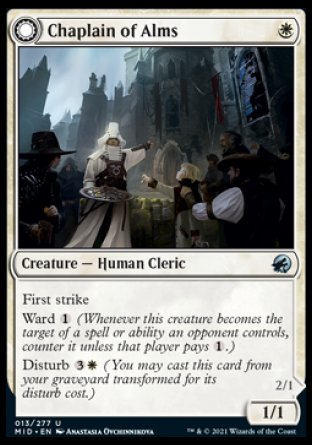 Chaplain of Alms
Creature — Human Cleric
First strike
Ward 1 (Whenever this creature becomes the
target of a spell or ability an opponent controls,
counter it unless that player pays 1.)
Disturb 3 (You may cast this card from
your graveyard transformed for its
disturb cost.)
2/1
1/1
013/277 U
MID • EN ANASTASIA OVCHINNIKOVA
™ & © 2021 Wizards of the Coast